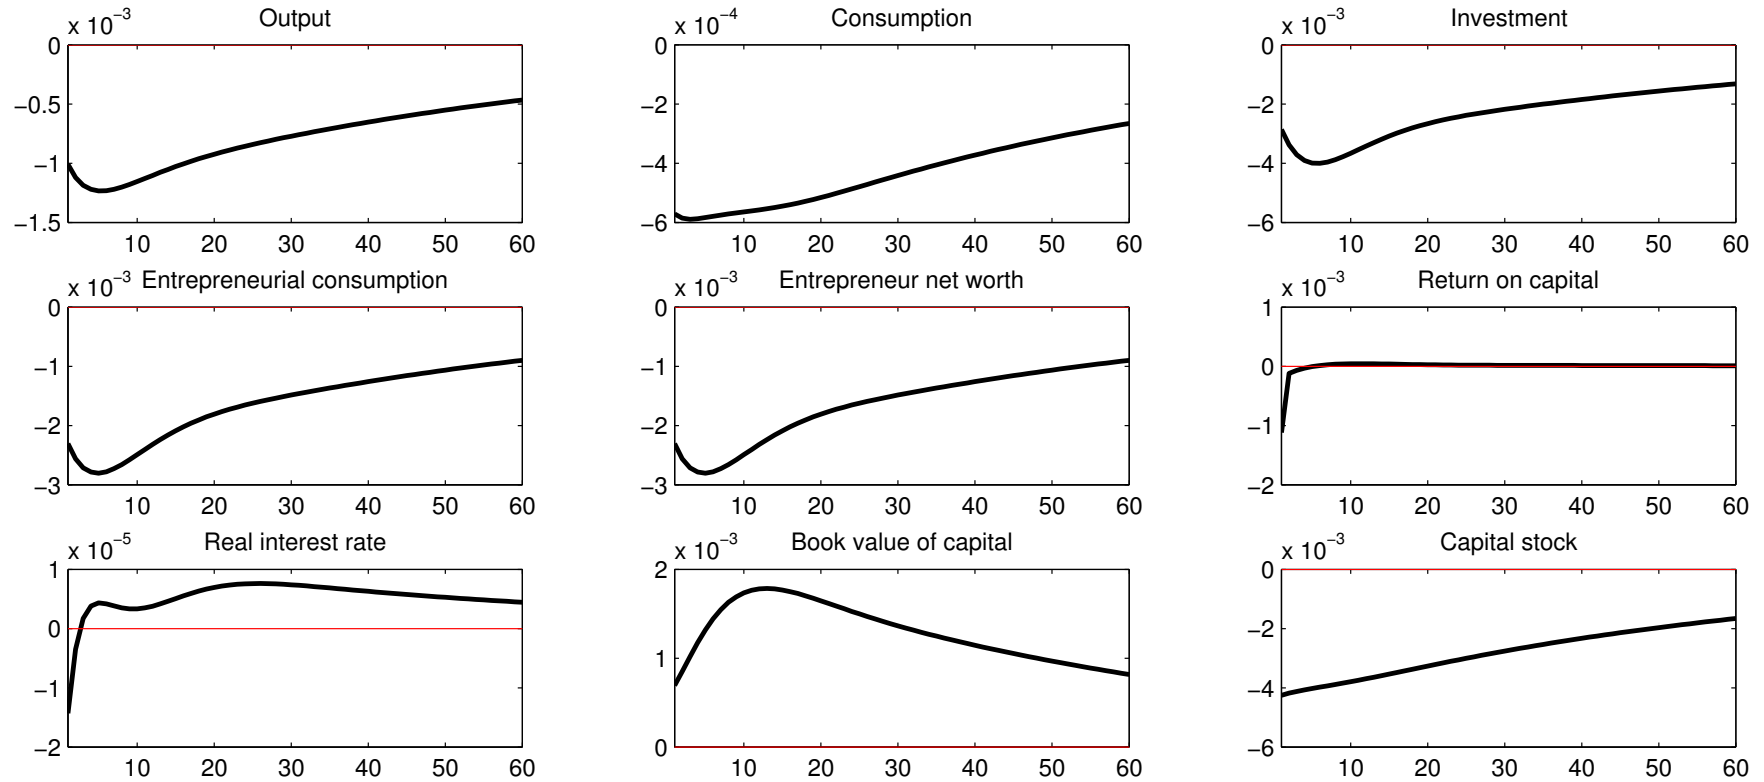 x 10−3 Output
0
−0.5
−1
−1.5
10 20 30 40 50 60
x 10−4 Consumption
0
−2
−4
−6
10 20 30 40 50 60
x 10−3 Investment
0
−2
−4
−6
10 20 30 40 50 60
x 10−3 Entrepreneurial consumption
0
−1
−2
−3
10 20 30 40 50 60
x 10−3 Entrepreneur net worth
0
−1
−2
−3
10 20 30 40 50 60
x 10−3 Return on capital
1
0
−1
−2
10 20 30 40 50 60
x 10−5 Real interest rate
1
0
−1
−2
10 20 30 40 50 60
x 10−3 Book value of capital
2
1
0
10 20 30 40 50 60
x 10−3 Capital stock
0
−2
−4
−6
10 20 30 40 50 60